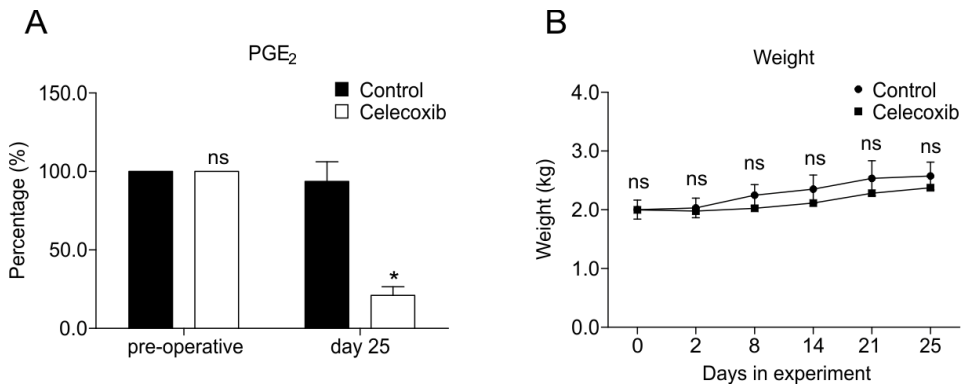 A
PGE2
Control
Celecoxib
150.0
100.0
50.0
0.0
Percentage (%)
ns
*
pre-operative
day 25
B
Weight
Control
Celecoxib
4.0
3.0
2.0
1.0
0.0
Weight (kg)
ns
ns
ns
ns
ns
ns
0
2
8
14
21
25
Days in experiment